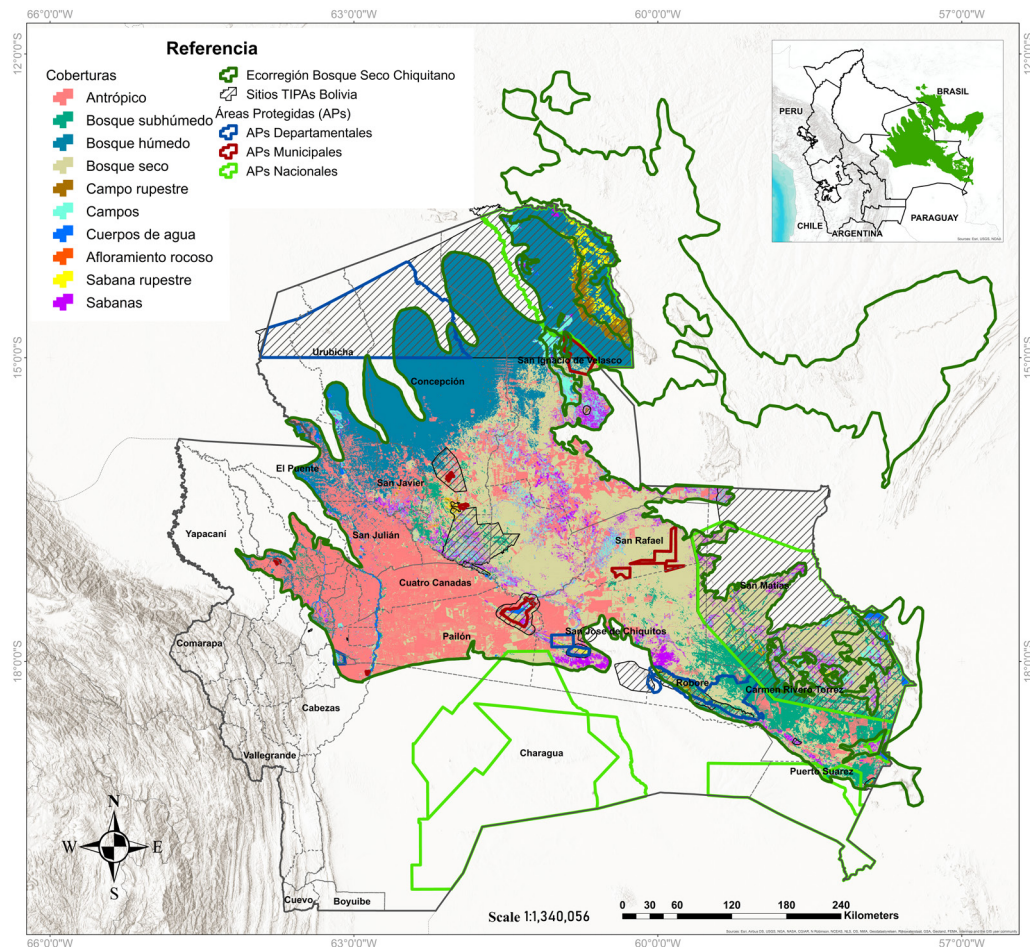 66°0'0"W
63°0'0"W
60°0'0"W
57°0'0"W
12°0'0"S
12°0'0"S
Referencia
Coberturas
Antrópico
Bosque subhúmedo
Bosque húmedo
Bosque seco
Campo rupestre
Campos
Cuerpos de agua
Afloramiento rocoso
Sabana rupestre
Sabanas
Ecorregión Bosque Seco Chiquitano
Sitios TIPAs Bolivia
Áreas Protegidas (APs)
APs Departamentales
APs Municipales
APs Nacionales
BRASIL
PERU
PARAGUAY
CHILE
ARGENTINA
15°0'0"S
15°0'0"S
Urubicha
San Ignacio de Velasco
Concepción
El Puente
San Javier
Yapacaní
San Julián
San Rafael
Cuatro Canadas
San Matías
San Jose de Chiquitos
Pailón
Comarapa
18°0'0"S
18°0'0"S
Robore
Carmen Rivero Torrez
Cabezas
Charagua
Vallegrande
Puerto Suarez
N
W
E
S
Cuevo
Boyuibe
Scale 1:1,340,056
0 30 60 120 180 240
Kilometers
66°0'0"W
63°0'0"W
60°0'0"W
57°0'0"W